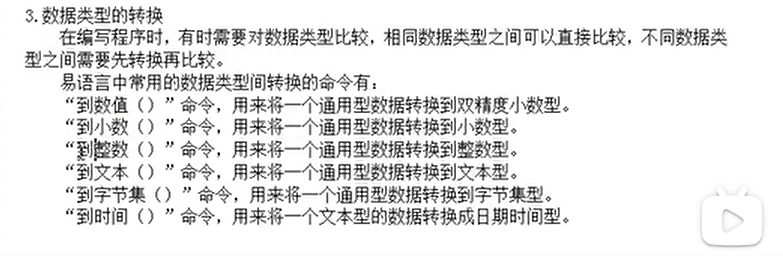 3.数据类型的转换
在编写程序时，有时需要对数据类型比较，相同数据类型之间可以直接比较，不同数据类
型之间需要先转换再比较。
易语言中常用的数据类型间转换的命令有：
“到数值（）”命令，用来将一个通用型数据转换到双精度小数型。
“到小数（）”命令，用来将一个通用型数据转换到小数型。
“到整数（）”命令，用来将一个通用型数据转换到整数型。
“到文本（）”命令，用来将一个通用型数据转换到文本型。
“到字节集（）”命令，用来将一个通用型数据转换到字节集型。
“到时间（）”命令，用来将一个文本型的数据转换成日期时间型。